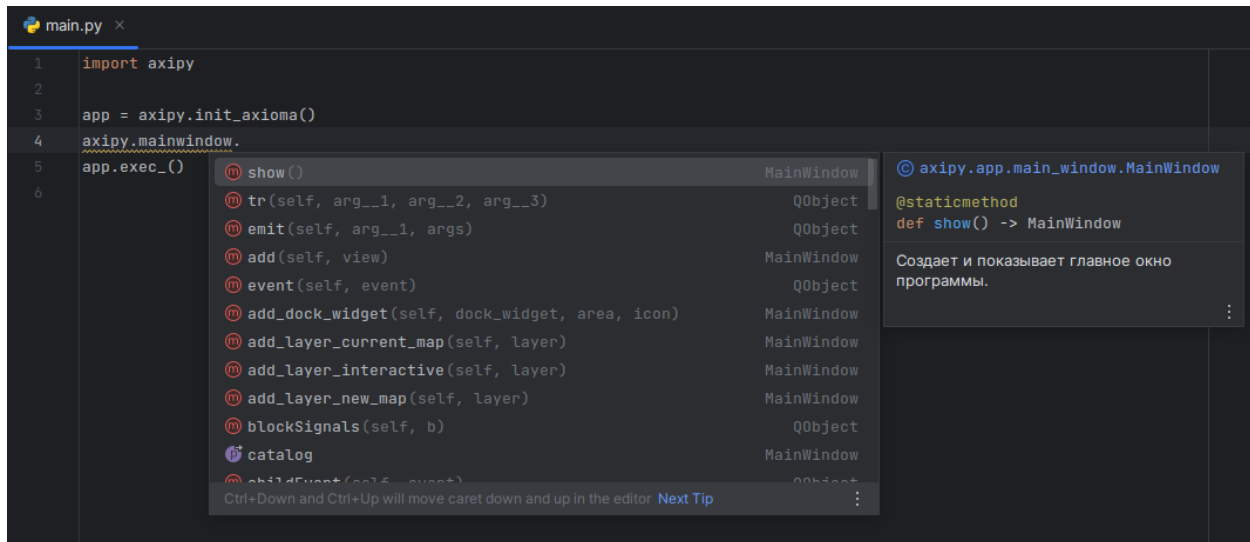 main.py
1 import axipy
2
3 app = axipy.init_axioma()
4 axipy.mainwindow.
5 app.exec_()
6
show() MainWindow
tr(self, arg__1, arg__2, arg__3) QObject
emit(self, arg__1, args) QObject
add(self, view) MainWindow
event(self, event) QObject
add_dock_widget(self, dock_widget, area, icon) MainWindow
add_layer_current_map(self, layer) MainWindow
add_layer_interactive(self, layer) MainWindow
add_layer_new_map(self, layer) MainWindow
blockSignals(self, b) QObject
catalog MainWindow
childEvent(self, event) QObject
Ctrl+Down and Ctrl+Up will move caret down and up in the editor Next Tip
axipy.app.main_window.MainWindow
@staticmethod
def show() -> MainWindow
Создает и показывает главное окно
программы.